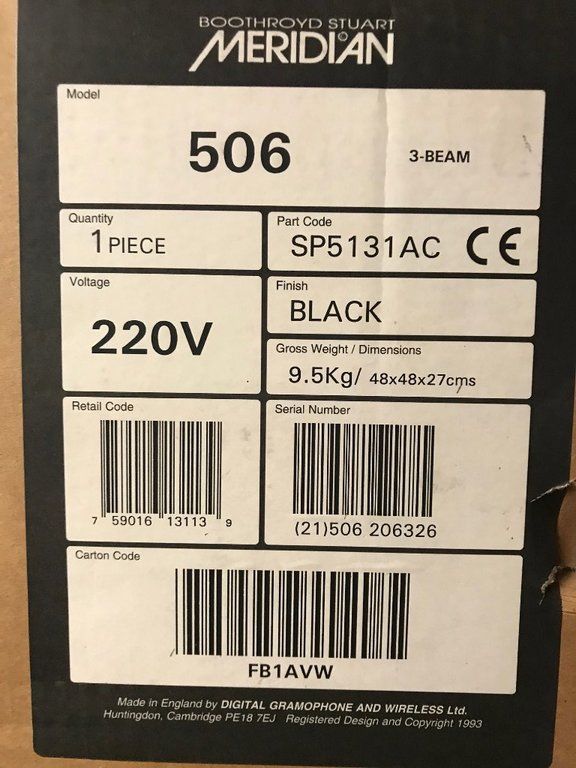 BOOTHROYD STUART
MERIDIAN©
Model
506 3-BEAM
Quantity
1 PIECE
Part Code
SP5131AC CE
Voltage
220V
Finish
BLACK
Gross Weight / Dimensions
9.5Kg/ 48x48x27cms
Retail Code
7 59016 13113 9
Serial Number
(21)506 206326
Carton Code
FB1AVW
Made in England by DIGITAL GRAMOPHONE AND WIRELESS Ltd.
Huntingdon, Cambridge PE18 7EJ Registered Design and Copyright 1993